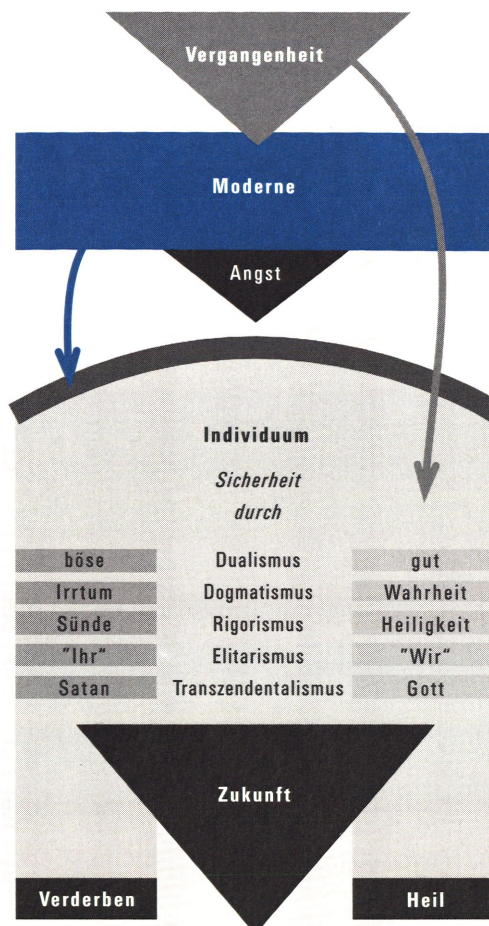 Vergangenheit
Moderne
Angst
Individuum
Sicherheit
durch
böse Dualismus gut
Irrtum Dogmatismus Wahrheit
Sünde Rigorismus Heiligkeit
"Ihr“ Elitarismus "Wir“
Satan Transzendentalismus Gott
Zukunft
Verderben Heil